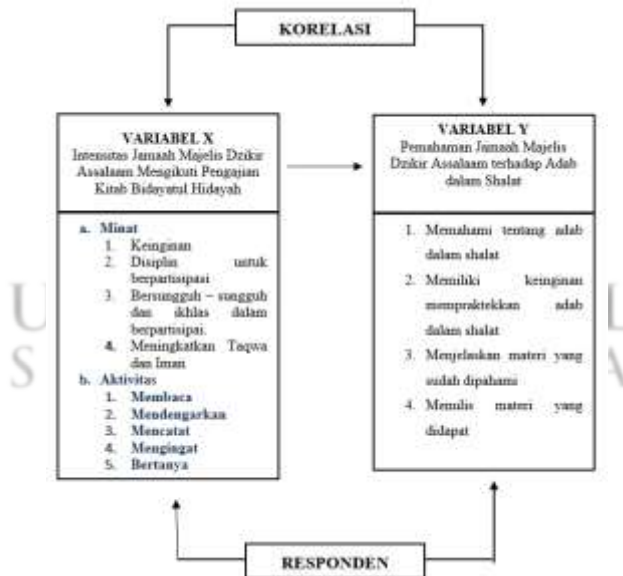 KORELASI
VARIABEL X
Intensitas Jamaah Majelis Dzikir
Assalaam Mengikuti Pengajian
Kitab Bidayatul Hidayah
a. Minat
1. Keinginan
2. Disiplin untuk
berpartisipasi
3. Bersungguh – sungguh
dan ikhlas dalam
berpartisipai.
4. Meningkatkan Taqwa
dan Iman
b. Aktivitas
1. Membaca
2. Mendengarkan
3. Mencatat
4. Mengingat
5. Bertanya
VARIABEL Y
Pemahaman Jamaah Majelis
Dzikir Assalaam terhadap Adab
dalam Shalat
1. Memahami tentang adab
dalam shalat
2. Memiliki keinginan
mempraktekkan adab
dalam shalat
3. Menjelaskan materi yang
sudah dipahami
4. Menulis materi yang
didapat
RESPONDEN